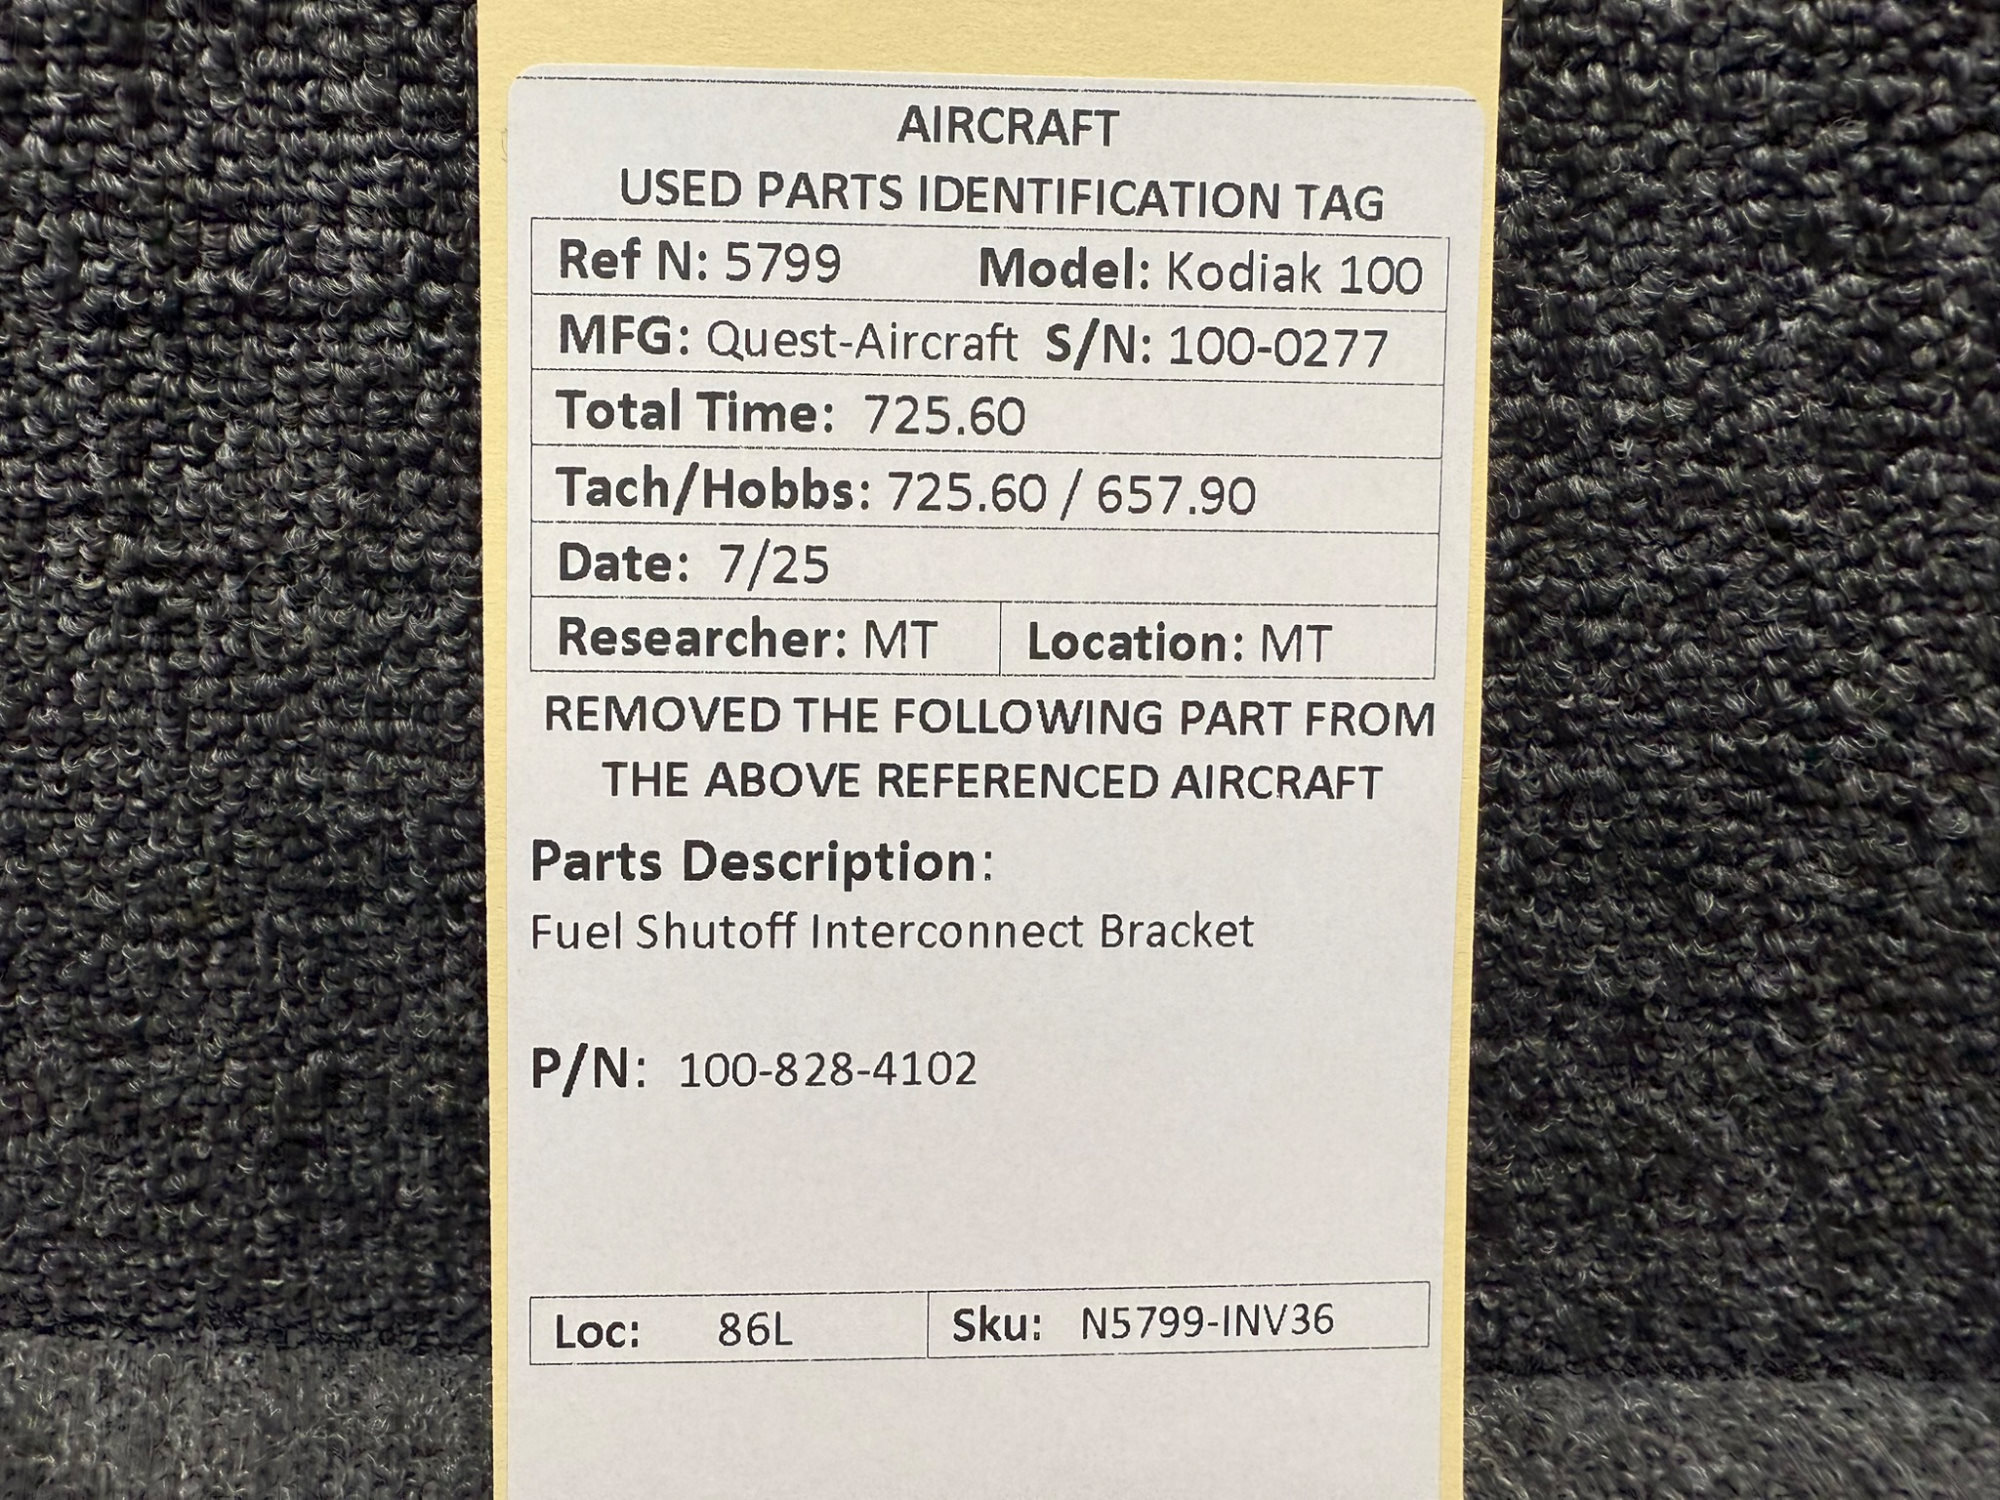 AIRCRAFT
USED PARTS IDENTIFICATION TAG
Ref N: 5799 Model: Kodiak 100
MFG: Quest-Aircraft S/N: 100-0277
Total Time: 725.60
Tach/Hobbs: 725.60 / 657.90
Date: 7/25
Researcher: MT Location: MT
REMOVED THE FOLLOWING PART FROM
THE ABOVE REFERENCED AIRCRAFT
Parts Description:
Fuel Shutoff Interconnect Bracket
P/N: 100-828-4102
Loc: 86L Sku: N5799-INV36